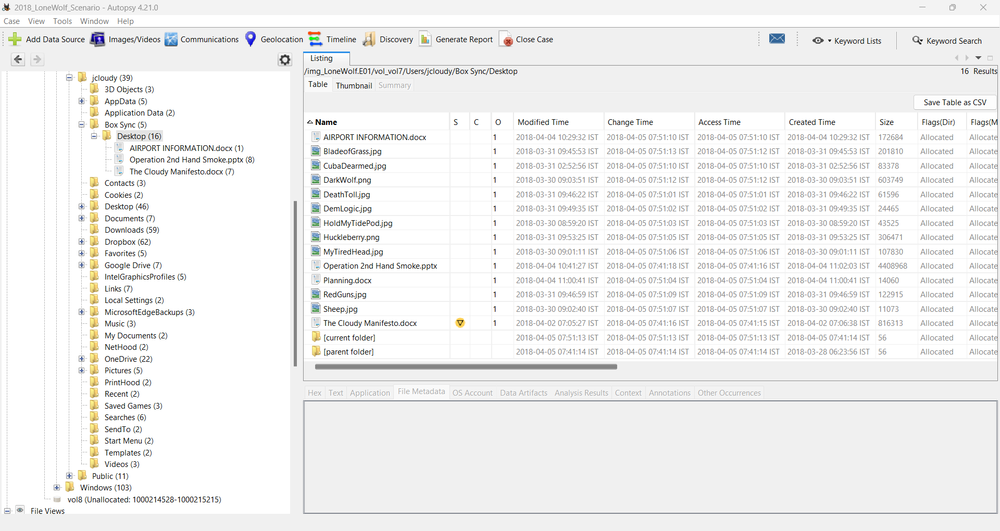 2018_LoneWolf_Scenario - Autopsy 4.21.0
Case View Tools Window Help
Add Data Source Images/Videos Communications Geolocation Timeline Discovery Generate Report Close Case Keyword Lists Keyword Search
jcloudy (39)
3D Objects (3)
AppData (5)
Application Data (2)
Box Sync (5)
Desktop (16)
AIRPORT INFORMATION.docx (1)
Operation 2nd Hand Smoke.pptx (8)
The Cloudy Manifesto.docx (7)
Contacts (3)
Cookies (2)
Desktop (46)
Documents (7)
Downloads (59)
Dropbox (62)
Favorites (5)
Google Drive (7)
IntelGraphicsProfiles (5)
Links (7)
Local Settings (2)
MicrosoftEdgeBackups (3)
Music (3)
My Documents (2)
NetHood (2)
OneDrive (22)
Pictures (5)
PrintHood (2)
Recent (2)
Saved Games (3)
Searches (6)
SendTo (2)
Start Menu (2)
Templates (2)
Videos (3)
Public (11)
Windows (103)
vol8 (Unallocated: 1000214528-1000215215)
File Views
Listing
/img_LoneWolf.E01/vol_vol7/Users/jcloudy/Box Sync/Desktop 16 Results
Table Thumbnail Summary
Save Table as CSV
Name S C O Modified Time Change Time Access Time Created Time Size Flags(Dir) Flags(M
AIRPORT INFORMATION.docx 1 2018-04-04 10:29:32 IST 2018-04-05 07:51:10 IST 2018-04-05 07:51:10 IST 2018-04-04 10:29:32 IST 172684 Allocated Allocate
BladeofGrass.jpg 1 2018-03-31 09:45:53 IST 2018-04-05 07:51:13 IST 2018-04-05 07:51:12 IST 2018-03-31 09:45:53 IST 201810 Allocated Allocate
CubaDearmed.jpg 1 2018-03-31 02:52:56 IST 2018-04-05 07:51:10 IST 2018-04-05 07:51:10 IST 2018-03-31 02:52:56 IST 83378 Allocated Allocate
DarkWolf.png 1 2018-03-30 09:03:51 IST 2018-04-05 07:51:12 IST 2018-04-05 07:51:12 IST 2018-03-30 09:03:51 IST 603749 Allocated Allocate
DeathToll.jpg 1 2018-03-31 09:46:22 IST 2018-04-05 07:51:01 IST 2018-04-05 07:51:01 IST 2018-03-31 09:46:22 IST 61596 Allocated Allocate
DemLogic.jpg 1 2018-03-31 09:49:35 IST 2018-04-05 07:51:02 IST 2018-04-05 07:51:02 IST 2018-03-31 09:49:35 IST 24465 Allocated Allocate
HoldMyTidePod.jpg 1 2018-03-30 08:59:20 IST 2018-04-05 07:51:03 IST 2018-04-05 07:51:03 IST 2018-03-30 08:59:20 IST 43525 Allocated Allocate
Huckleberry.png 1 2018-03-31 09:53:25 IST 2018-04-05 07:51:05 IST 2018-04-05 07:51:05 IST 2018-03-31 09:53:25 IST 306471 Allocated Allocate
MyTiredHead.jpg 1 2018-03-30 09:01:11 IST 2018-04-05 07:51:06 IST 2018-04-05 07:51:06 IST 2018-03-30 09:01:11 IST 107830 Allocated Allocate
Operation 2nd Hand Smoke.pptx 1 2018-04-04 10:41:27 IST 2018-04-05 07:41:18 IST 2018-04-05 07:41:16 IST 2018-04-04 11:02:03 IST 4408968 Allocated Allocate
Planning.docx 1 2018-04-04 11:00:41 IST 2018-04-05 07:51:04 IST 2018-04-05 07:51:04 IST 2018-04-04 11:00:41 IST 14060 Allocated Allocate
RedGuns.jpg 1 2018-03-31 09:46:59 IST 2018-04-05 07:51:09 IST 2018-04-05 07:51:09 IST 2018-03-31 09:46:59 IST 122915 Allocated Allocate
Sheep.jpg 1 2018-03-30 09:02:40 IST 2018-04-05 07:51:07 IST 2018-04-05 07:51:07 IST 2018-03-30 09:02:40 IST 11073 Allocated Allocate
The Cloudy Manifesto.docx 1 2018-04-02 07:05:27 IST 2018-04-05 07:41:16 IST 2018-04-05 07:41:15 IST 2018-04-02 07:06:38 IST 816313 Allocated Allocate
[current folder] 2018-04-05 07:51:13 IST 2018-04-05 07:51:13 IST 2018-04-05 07:51:13 IST 2018-04-05 07:41:14 IST 56 Allocated Allocate
[parent folder] 2018-04-05 07:41:14 IST 2018-04-05 07:41:14 IST 2018-04-05 07:41:14 IST 2018-03-28 06:23:56 IST 56 Allocated Allocate
Hex Text Application File Metadata OS Account Data Artifacts Analysis Results Context Annotations Other Occurrences